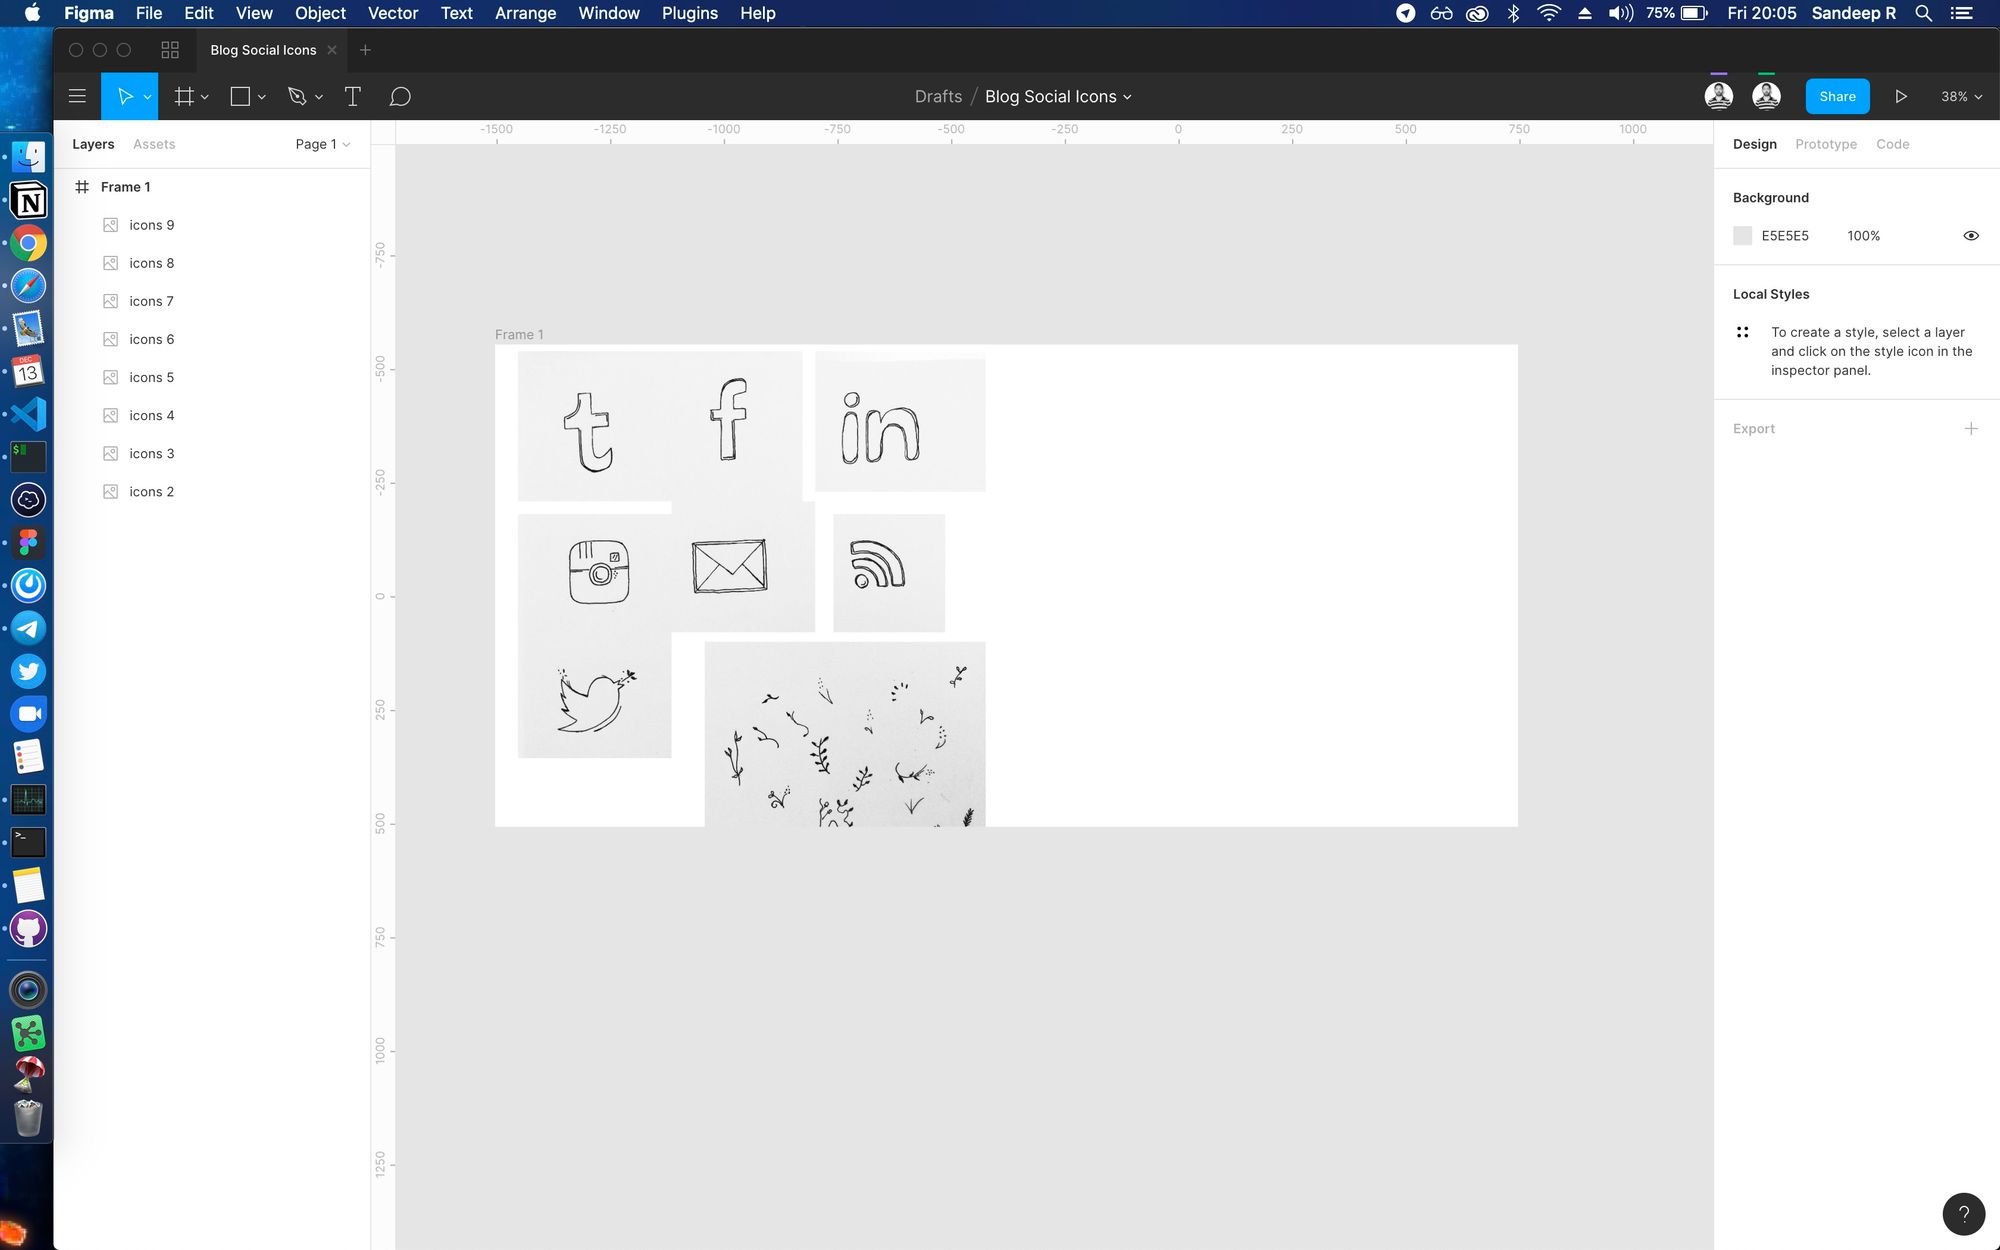 Figma File Edit View Object Vector Text Arrange Window Plugins Help 75% Fri 20:05 Sandeep R
Blog Social Icons
Drafts / Blog Social Icons
Share
38%
Layers Assets Page 1
-1500 -1250 -1000 -750 -500 -250 0 250 500 750 1000
Design Prototype Code
Frame 1
icons 9
icons 8
icons 7
icons 6
icons 5
icons 4
icons 3
icons 2
-750
-500
-250
0
250
500
750
1000
1250
Frame 1
t f in
Background
E5E5E5 100%
Local Styles
To create a style, select a layer
and click on the style icon in the
inspector panel.
Export
?
N
DEC
13
$
>_